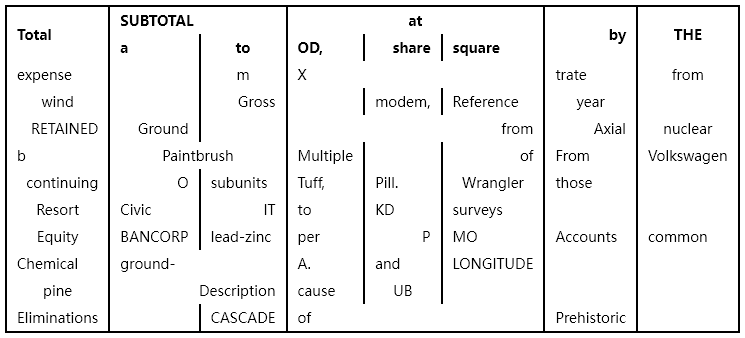 Total SUBTOTAL at by THE
a to OD, share square
expense m X trate from
wind Gross modem, Reference year
RETAINED Ground from Axial nuclear
b Paintbrush Multiple of From Volkswagen
continuing O subunits Tuff, Pill. Wrangler those
Resort Civic IT to KD surveys
Equity BANCORP lead-zinc per P MO Accounts common
Chemical ground- A. and LONGITUDE
pine Description cause UB
Eliminations CASCADE of Prehistoric